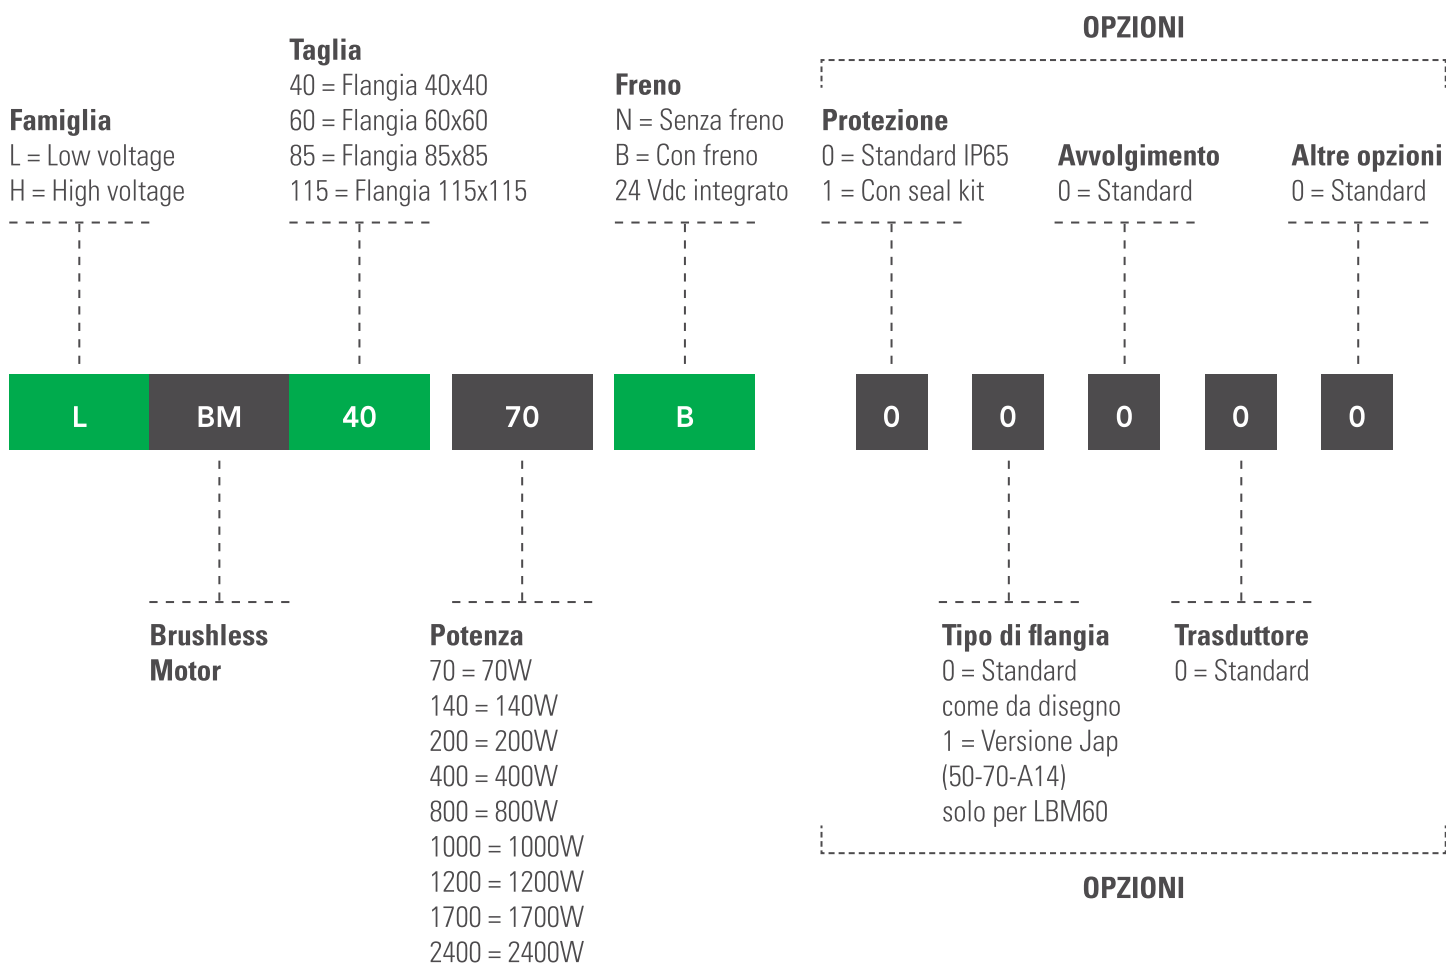 OPZIONI
Famiglia
L = Low voltage
H = High voltage
Taglia
40 = Flangia 40x40
60 = Flangia 60x60
85 = Flangia 85x85
115 = Flangia 115x115
Freno
N = Senza freno
B = Con freno
24 Vdc integrato
Protezione
0 = Standard IP65
1 = Con seal kit
Avvolgimento
0 = Standard
Altre opzioni
0 = Standard
L BM 40 70 B 0 0 0 0 0
Brushless
Motor
Potenza
70 = 70W
140 = 140W
200 = 200W
400 = 400W
800 = 800W
1000 = 1000W
1200 = 1200W
1700 = 1700W
2400 = 2400W
Tipo di flangia
0 = Standard
come da disegno
1 = Versione Jap
(50-70-A14)
solo per LBM60
Trasduttore
0 = Standard
OPZIONI